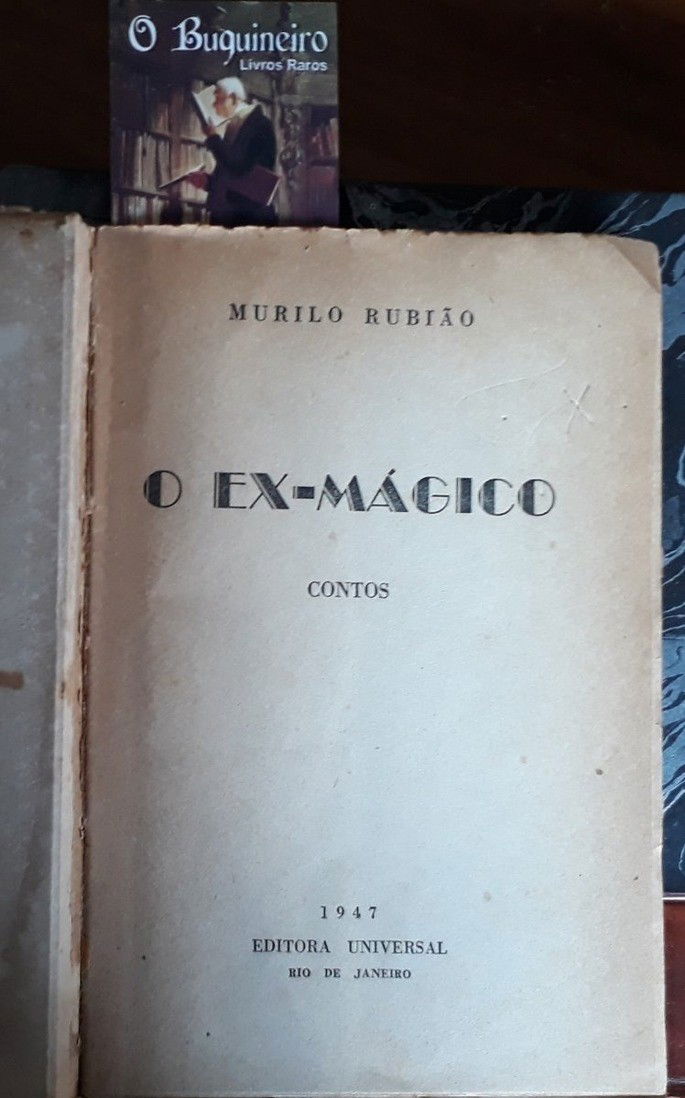 O Buquineiro
Livros Raros
MURILO RUBIÃO
O EX-MÁGICO
CONTOS
1947
EDITORA UNIVERSAL
RIO DE JANEIRO